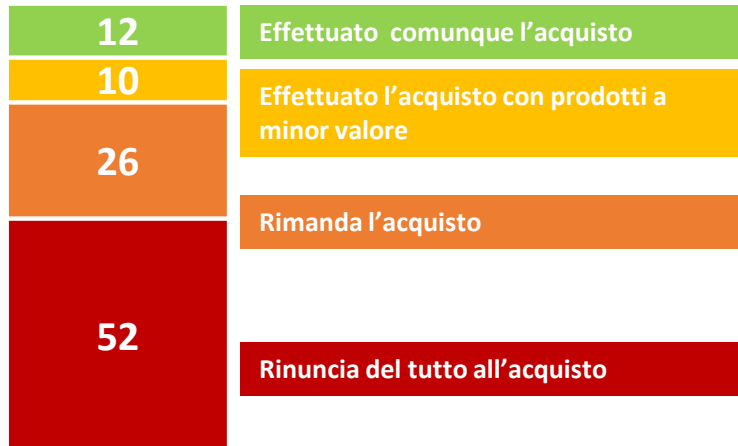 12
Effettuato comunque l'acquisto
10
Effettuato l'acquisto con prodotti a
minor valore
26
Rimanda l'acquisto
52
Rinuncia del tutto all'acquisto